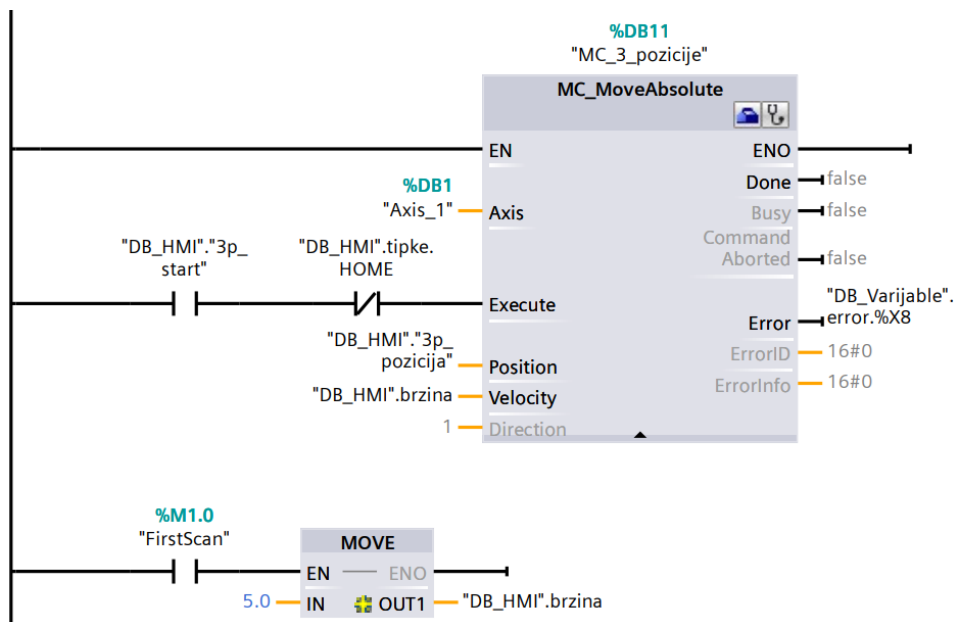 %DB11
"MC_3_pozicije"
MC_MoveAbsolute
EN ENO
%DB1
"Axis_1" Axis
Done false
Busy false
Command
Aborted false
"DB_HMI"."3p_
start"
"DB_HMI".tipke.
HOME
Execute
"DB_Varijable".
error.%X8
Error
"DB_HMI"."3p_
pozicija" Position
ErrorID 16#0
"DB_HMI".brzina Velocity
ErrorInfo 16#0
1 Direction
%M1.0
"FirstScan"
MOVE
EN ENO
5.0 IN OUT1 "DB_HMI".brzina